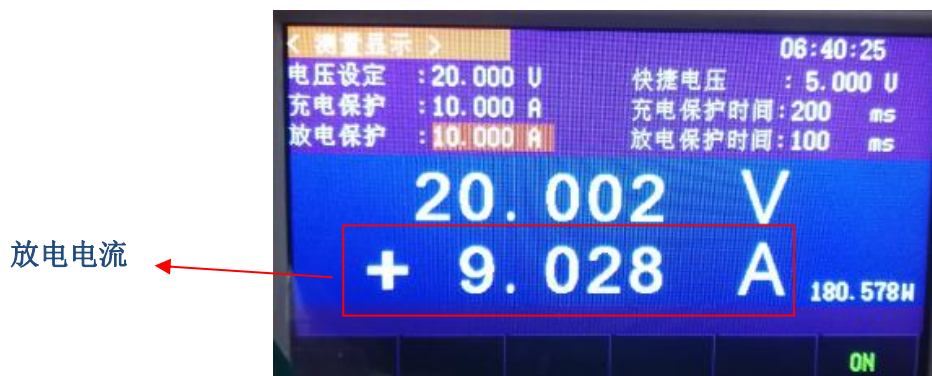 < 测量显示 > 06:40:25
电压设定 :20.000 V 快捷电压 : 5.000 V
充电保护 :10.000 A 充电保护时间:200 ms
放电保护 :10.000 A 放电保护时间:100 ms
20.002 V
放电电流
+ 9.028 A
180.578W
ON